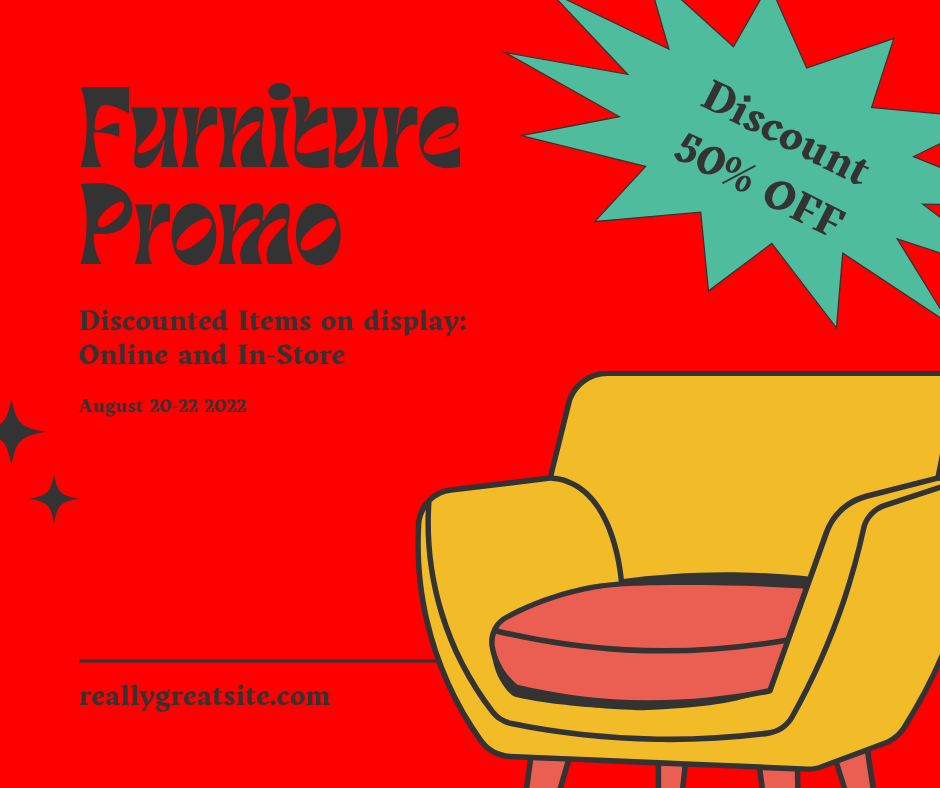 Furniture
Promo
Discount
50% OFF
Discounted Items on display:
Online and In-Store
August 20-22 2022
reallygreatsite.com